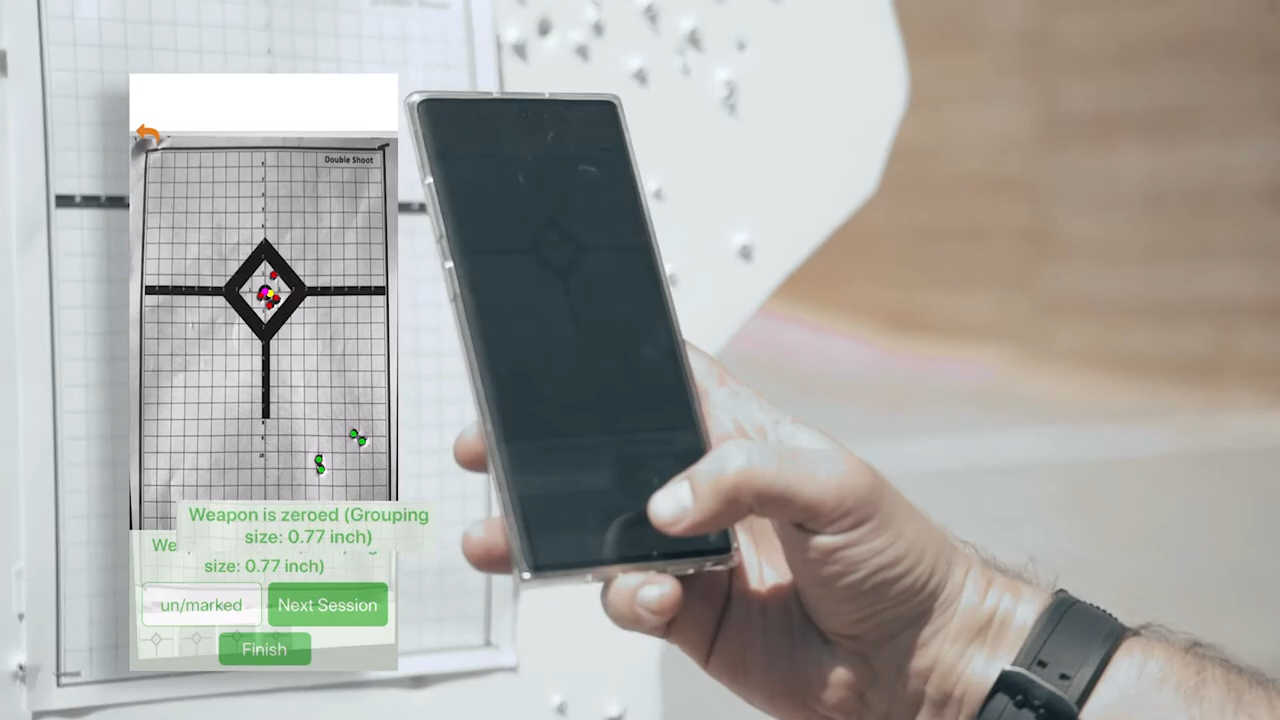 Double Shoot
Weapon is zeroed (Grouping
size: 0.77 inch)
We
size: 0.77 inch)
un/marked
Next Session
Finish